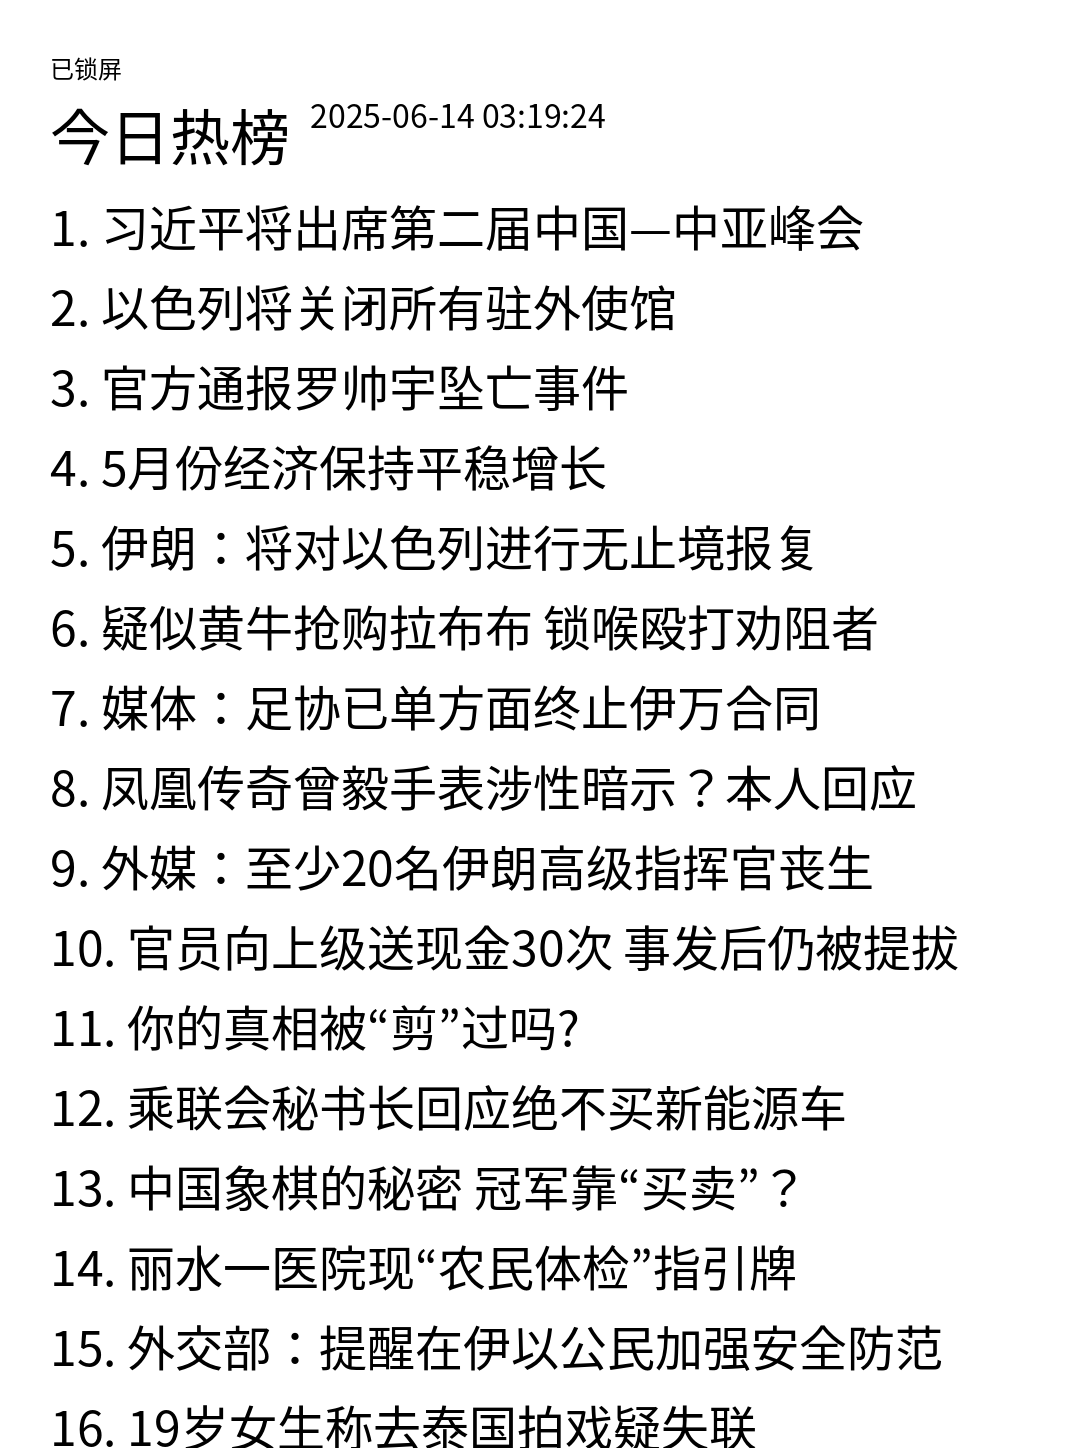 已锁屏
今日热榜 2025-06-14 03:19:24
1. 习近平将出席第二届中国—中亚峰会
2. 以色列将关闭所有驻外使馆
3. 官方通报罗帅宇坠亡事件
4. 5月份经济保持平稳增长
5. 伊朗：将对以色列进行无止境报复
6. 疑似黄牛抢购拉布布 锁喉殴打劝阻者
7. 媒体：足协已单方面终止伊万合同
8. 凤凰传奇曾毅手表涉性暗示？本人回应
9. 外媒：至少20名伊朗高级指挥官丧生
10. 官员向上级送现金30次 事发后仍被提拔
11. 你的真相被“剪”过吗?
12. 乘联会秘书长回应绝不买新能源车
13. 中国象棋的秘密 冠军靠“买卖”？
14. 丽水一医院现“农民体检”指引牌
15. 外交部：提醒在伊以公民加强安全防范
16. 19岁女生称去泰国拍戏疑失联